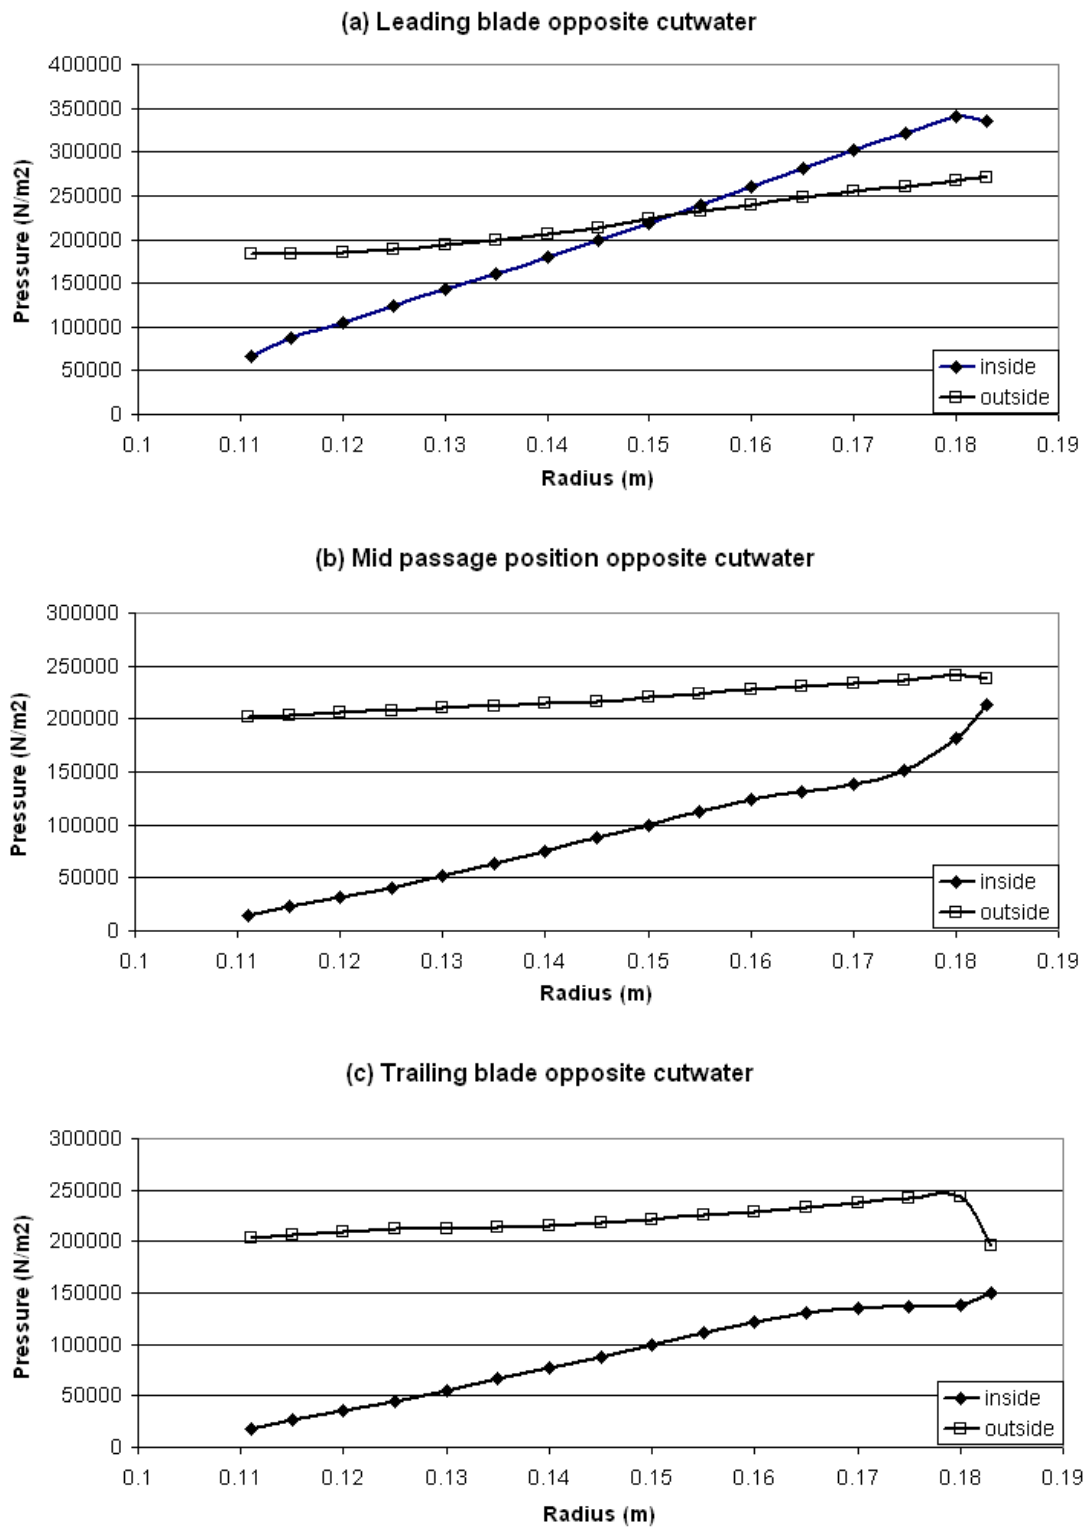 (a) Leading blade opposite cutwater
400000
350000
300000
250000
200000
150000
100000
50000
0
Pressure (N/m2)
inside
outside
0.1 0.11 0.12 0.13 0.14 0.15 0.16 0.17 0.18 0.19
Radius (m)
(b) Mid passage position opposite cutwater
300000
250000
200000
150000
100000
50000
0
Pressure (N/m2)
inside
outside
0.1 0.11 0.12 0.13 0.14 0.15 0.16 0.17 0.18 0.19
Radius (m)
(c) Trailing blade opposite cutwater
300000
250000
200000
150000
100000
50000
0
Pressure (N/m2)
inside
outside
0.1 0.11 0.12 0.13 0.14 0.15 0.16 0.17 0.18 0.19
Radius (m)